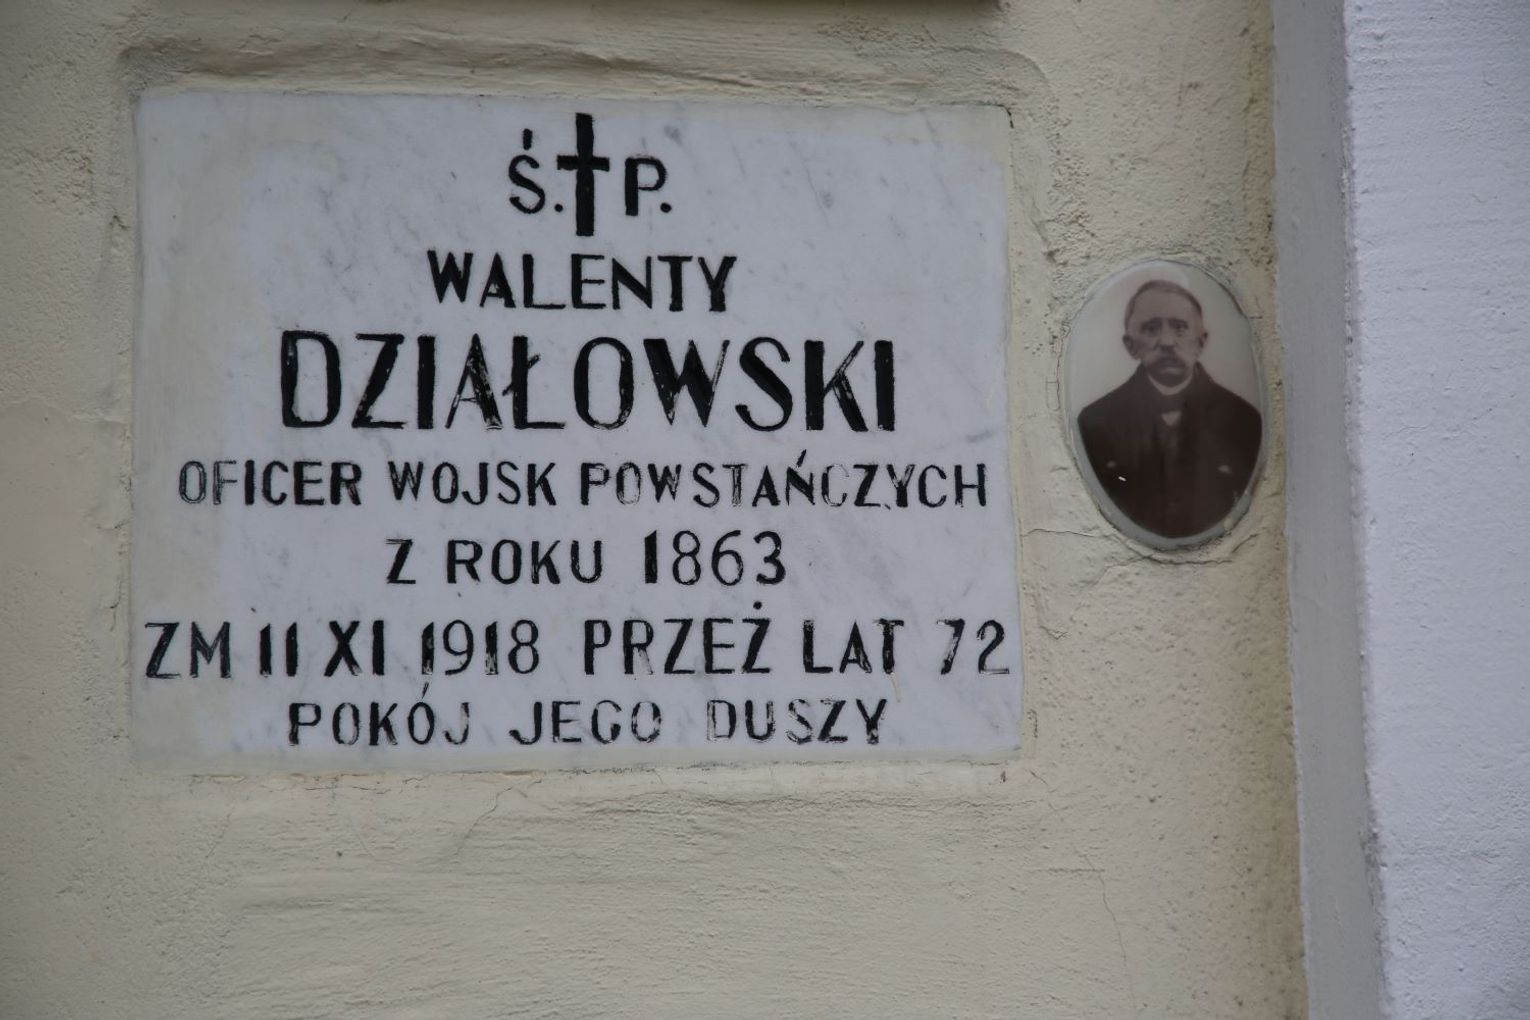 Ś.†P.
WALENTY
DZIAŁOWSKI
OFICER WOJSK POWSTAŃCZYCH
Z ROKU 1863
ZM 11 XI 1918 PRZEŻ LAT 72
POKÓJ JEGO DUSZY